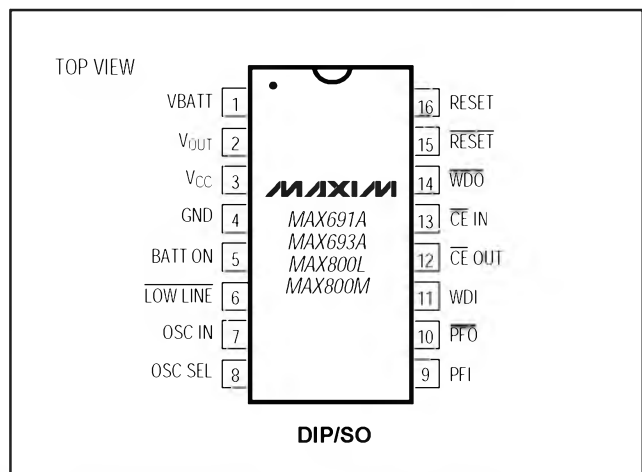 TOP VIEW
VBATT 1
VOUT 2
VCC 3
GND 4
BATT ON 5
LOW LINE 6
OSC IN 7
OSC SEL 8
MAXIM
MAX691A
MAX693A
MAX800L
MAX800M
16 RESET
15 RESET
14 WDO
13 CE IN
12 CE OUT
11 WDI
10 PFO
9 PFI
DIP/SO